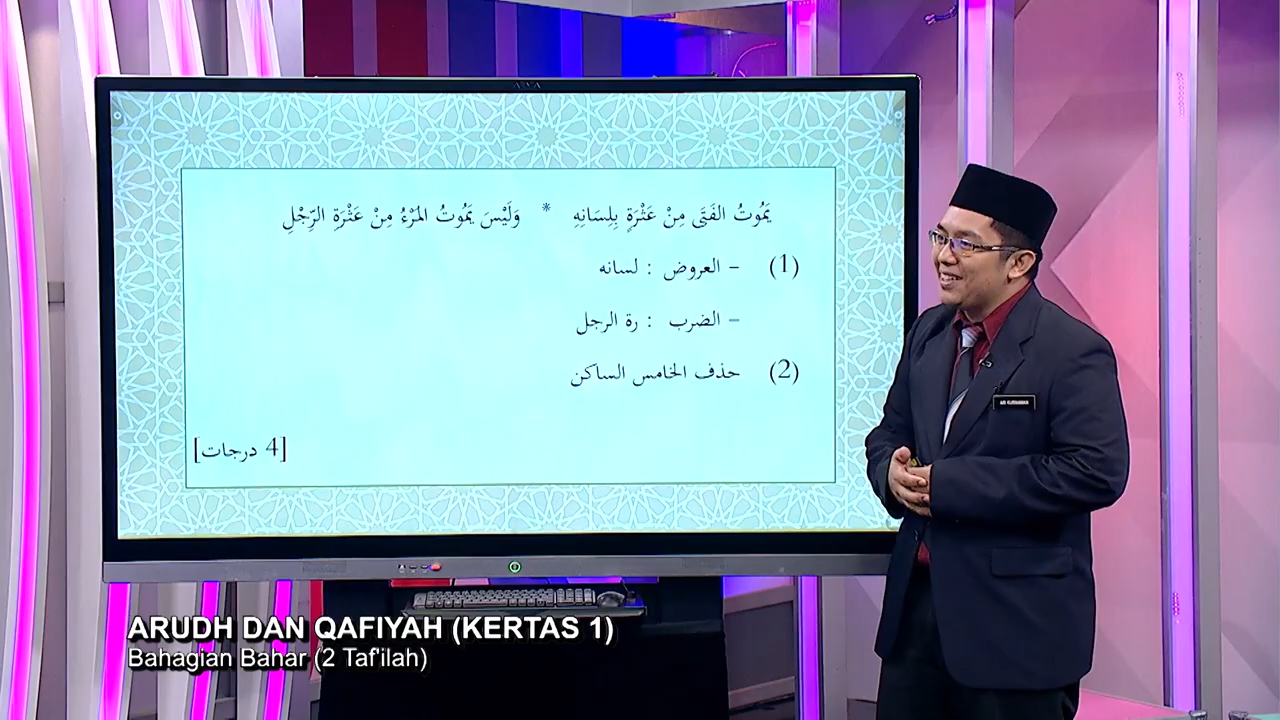 يَمُوتُ الفَتَى مِنْ عَثْرَةٍ بِلِسَانِهِ * وَلَيْسَ يَمُوتُ المَرْءُ مِنْ عَثْرَةِ الرِّجْلِ
(1) – العروض : لسانه
– الضرب : رة الرجل
(2) حذف الخامس الساكن
[4 درجات]
ARUDH DAN QAFIYAH (KERTAS 1)
Bahagian Bahar (2 Taf'ilah)